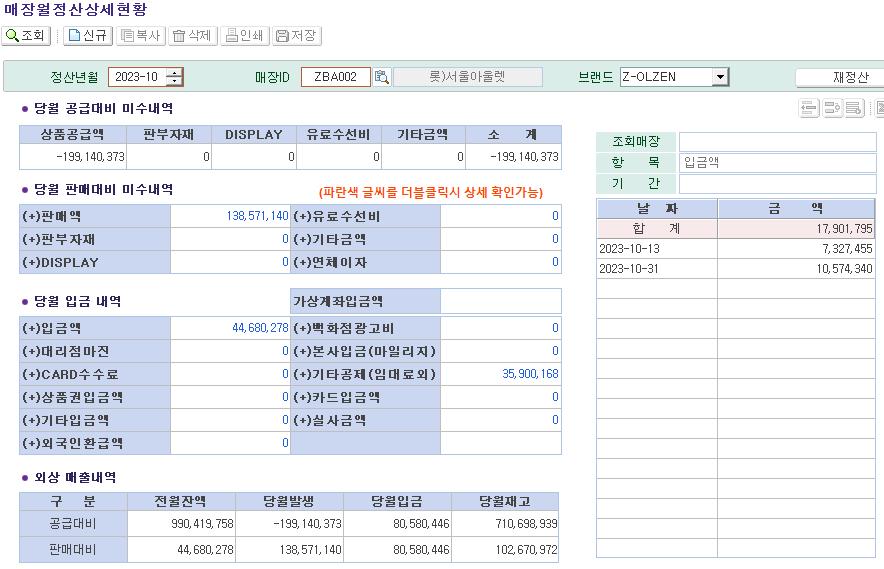 매장월정산상세현황
조회 신규 복사 삭제 인쇄 저장
정산년월 2023-10 매장ID ZBA002 롯)서울아울렛 브랜드 Z-OLZEN 재정산
당월 공급대비 미수내역
상품공급액 판부자재 DISPLAY 유료수선비 기타금액 소 계
-199,140,373 0 0 0 0 -199,140,373
당월 판매대비 미수내역 (파란색 글씨를 더블클릭시 상세 확인가능)
(+)판매액 138,571,140 (+)유료수선비 0
(+)판부자재 0 (+)기타금액 0
(+)DISPLAY 0 (+)연체이자 0
당월 입금 내역 가상계좌입금액
(+)입금액 44,680,278 (+)백화점광고비 0
(+)대리점마진 0 (+)본사입금(마일리지) 0
(+)CARD수수료 0 (+)기타공제(임대료외) 35,900,168
(+)상품권입금액 0 (+)카드입금액 0
(+)기타입금액 0 (+)실사금액 0
(+)외국인환급액 0
외상 매출내역
구 분 전월잔액 당월발생 당월입금 당월재고
공급대비 990,419,758 -199,140,373 80,580,446 710,698,939
판매대비 44,680,278 138,571,140 80,580,446 102,670,972
조회매장
항 목 입금액
기 간
날 짜 금 액
합 계 17,901,795
2023-10-13 7,327,455
2023-10-31 10,574,340